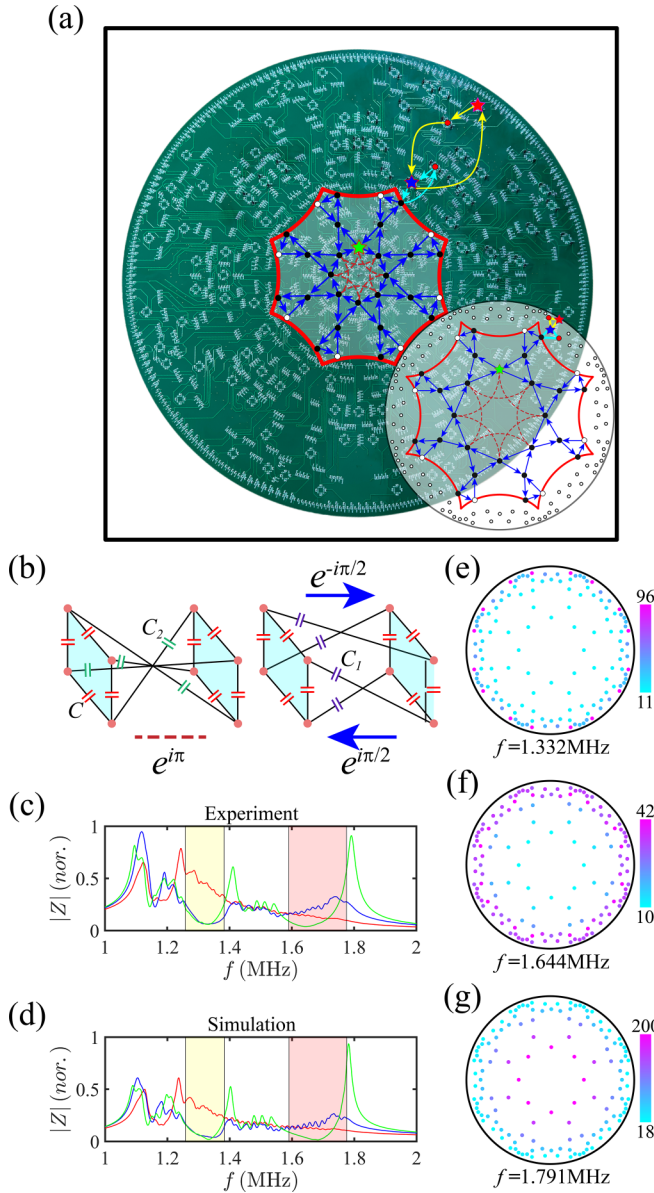 (a)
(b)
e^{-iπ/2}
C_2
C_1
C
e^{iπ}
e^{iπ/2}
(c)
Experiment
1
0.5
0
|Z| (nor.)
1 1.2 1.4 1.6 1.8 2
f (MHz)
(d)
Simulation
1
0.5
0
|Z| (nor.)
1 1.2 1.4 1.6 1.8 2
f (MHz)
(e)
96
11
f=1.332MHz
(f)
42
10
f=1.644MHz
(g)
200
18
f=1.791MHz